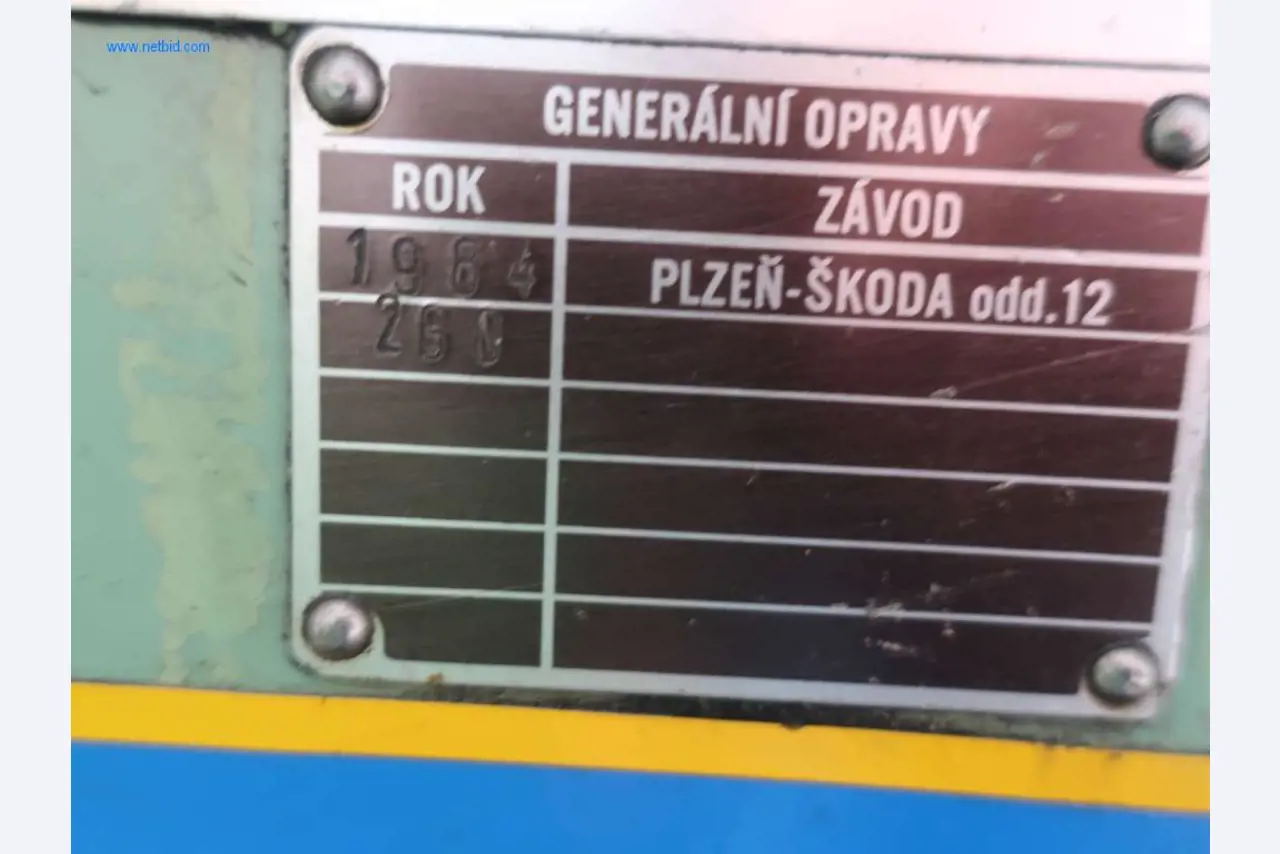 www.netbid.com
GENERÁLNÍ OPRAVY
ROK ZÁVOD
1984 PLZEŇ-ŠKODA odd.12